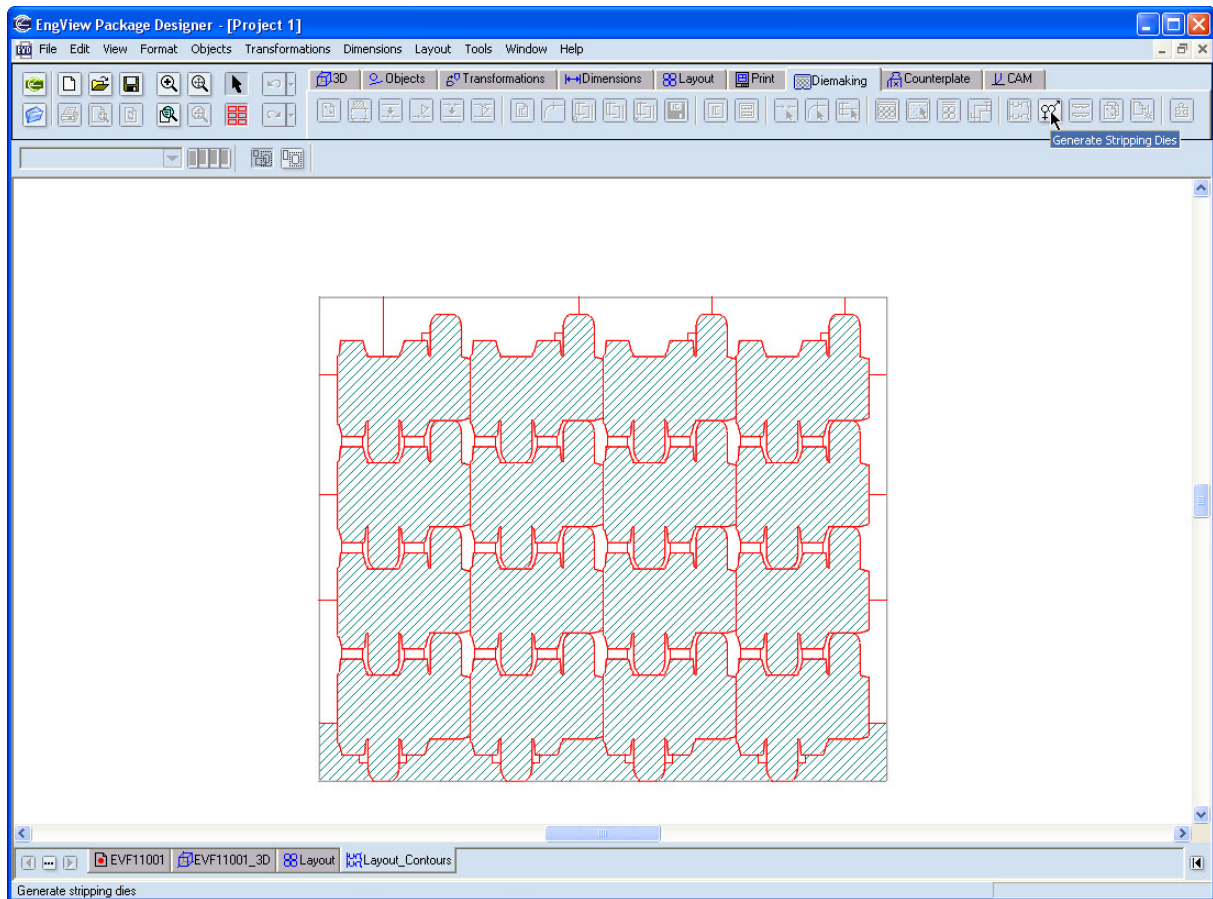 EngView Package Designer - [Project 1]
File Edit View Format Objects Transformations Dimensions Layout Tools Window Help
3D Objects Transformations Dimensions Layout Print Diemaking Counterplate CAM
Generate Stripping Dies
EVF11001 EVF11001_3D Layout Layout_Contours
Generate stripping dies